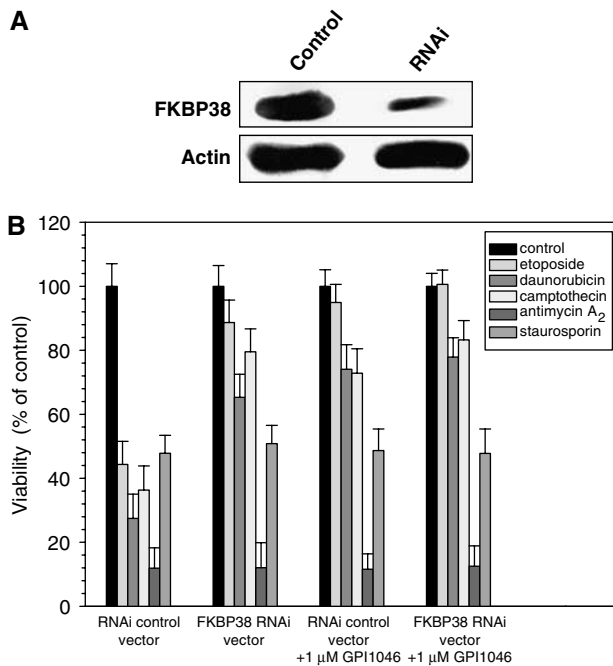 A
Control
RNAi
FKBP38
Actin
B
120
100
80
60
40
20
0
Viability (% of control)
control
etoposide
daunorubicin
camptothecin
antimycin A2
staurosporin
RNAi control
vector
FKBP38 RNAi
vector
RNAi control
vector
+1 µM GPI1046
FKBP38 RNAi
vector
+1 µM GPI1046